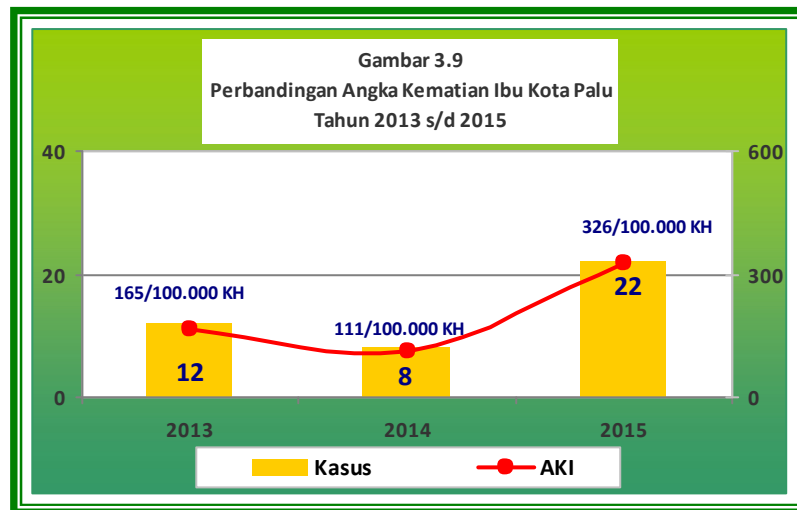 Gambar 3.9
Perbandingan Angka Kematian Ibu Kota Palu
Tahun 2013 s/d 2015
40
600
326/100.000 KH
20
300
22
165/100.000 KH
111/100.000 KH
12
8
0
0
2013
2014
2015
Kasus
AKI